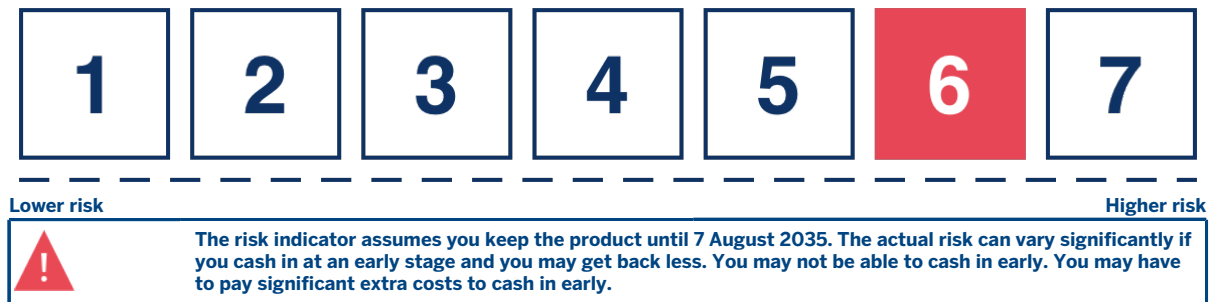 1 2 3 4 5 6 7
Lower risk Higher risk
!
The risk indicator assumes you keep the product until 7 August 2035. The actual risk can vary significantly if
you cash in at an early stage and you may get back less. You may not be able to cash in early. You may have
to pay significant extra costs to cash in early.